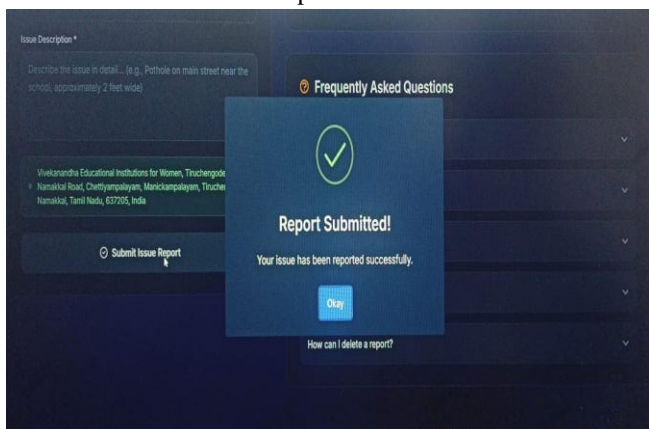 Issue Description *
Describe the issue in detail... (e.g., Pothole on main street near the
school, approximately 2 feet wide)
Vivekanandha Educational Institutions for Women, Tiruchengode
Namakkal Road, Chettiyampalayam, Manickampalayam,
Namakkal, Tamil Nadu, 637205, India
Submit Issue Report
Frequently Asked Questions
Report Submitted!
Your issue has been reported successfully.
Okay
How can I delete a report?